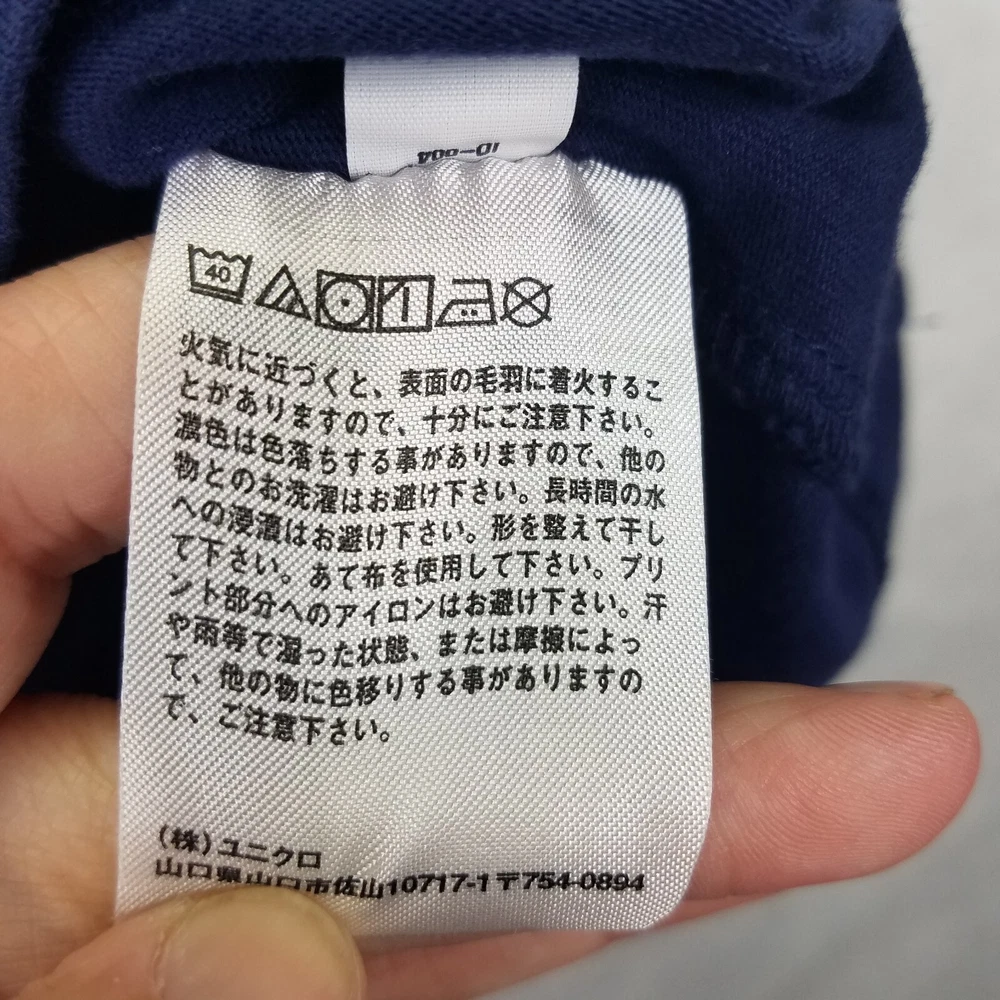 40
火気に近づくと、表面の毛羽に着火するこ
とがありますので、十分にご注意下さい。
濃色は色落ちする事がありますので、他の
物とのお洗濯はお避け下さい。長時間の水
への浸漬はお避け下さい。形を整えて干し
て下さい。あて布を使用して下さい。プリ
ント部分へのアイロンはお避け下さい。汗
や雨等で湿った状態、または摩擦によっ
て、他の物に色移りする事がありますの
で、ご注意下さい。
(株)ユニクロ
山口県山口市佐山10717-1 〒754-0894